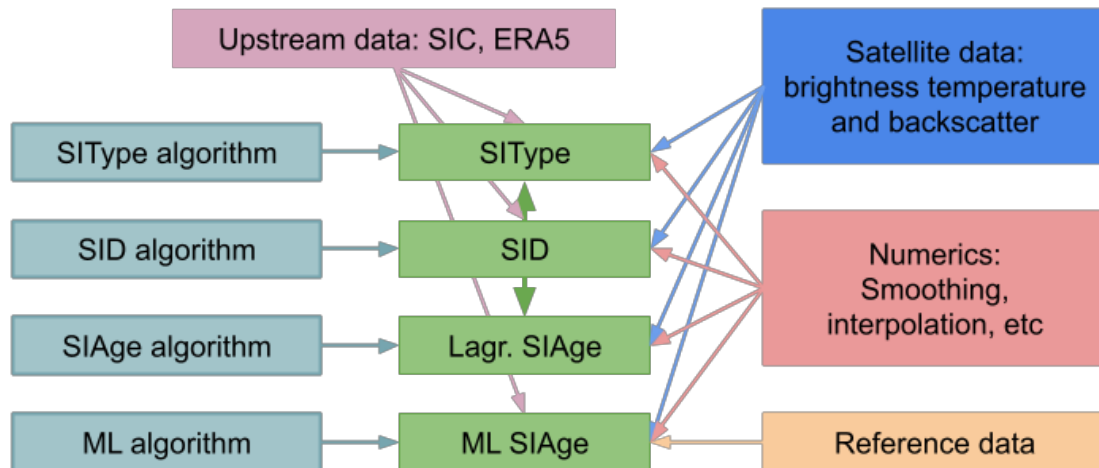 Upstream data: SIC, ERA5
Satellite data:
brightness temperature
and backscatter
SIType algorithm
SIType
SID algorithm
SID
Numerics:
Smoothing,
interpolation, etc
SIAge algorithm
Lagr. SIAge
ML algorithm
ML SIAge
Reference data